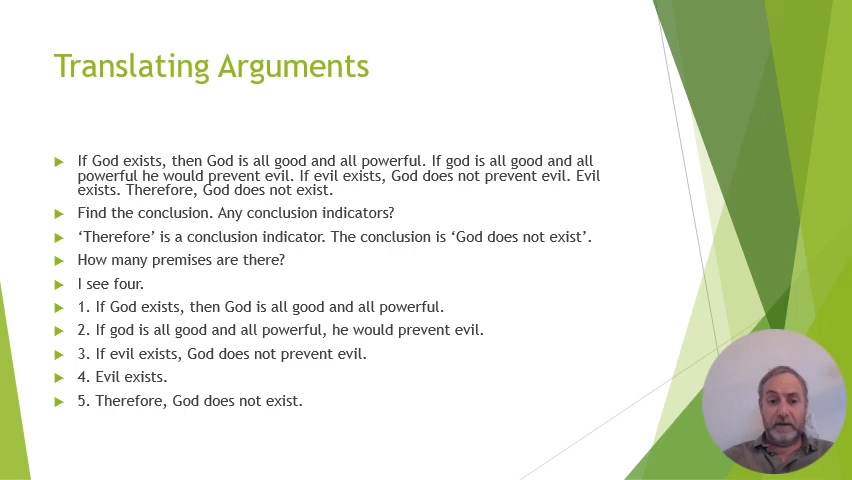 Translating Arguments
If God exists, then God is all good and all powerful. If god is all good and all
powerful he would prevent evil. If evil exists, God does not prevent evil. Evil
exists. Therefore, God does not exist.
Find the conclusion. Any conclusion indicators?
‘Therefore’ is a conclusion indicator. The conclusion is ‘God does not exist’.
How many premises are there?
I see four.
1. If God exists, then God is all good and all powerful.
2. If god is all good and all powerful, he would prevent evil.
3. If evil exists, God does not prevent evil.
4. Evil exists.
5. Therefore, God does not exist.